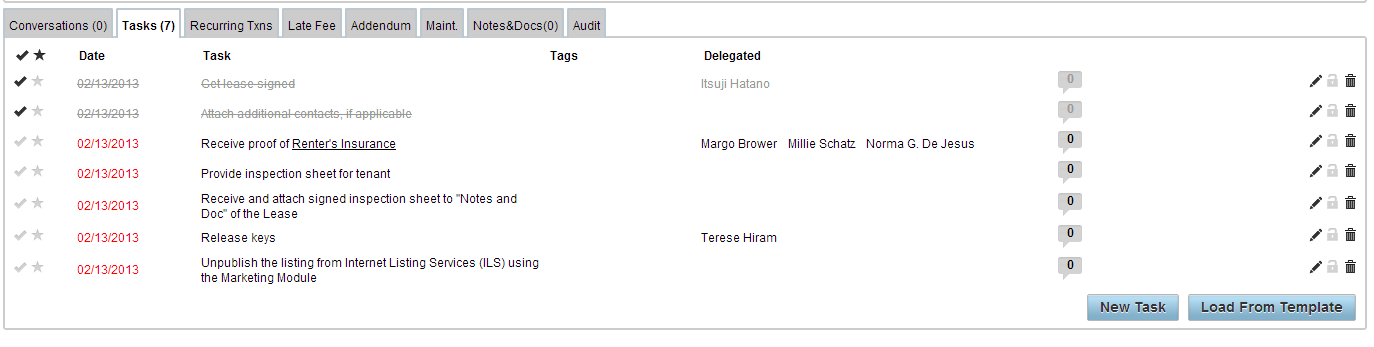 Conversations (0) Tasks (7) Recurring Txns Late Fee Addendum Maint. Notes&Docs(0) Audit
Date Task Tags Delegated
02/13/2013 Get lease signed Itsuji Hatano 0
02/13/2013 Attach additional contacts, if applicable 0
02/13/2013 Receive proof of Renter's Insurance Margo Brower Millie Schatz Norma G. De Jesus 0
02/13/2013 Provide inspection sheet for tenant 0
02/13/2013 Receive and attach signed inspection sheet to "Notes and 0
Doc" of the Lease
02/13/2013 Release keys Terese Hiram 0
02/13/2013 Unpublish the listing from Internet Listing Services (ILS) using 0
the Marketing Module
New Task Load From Template